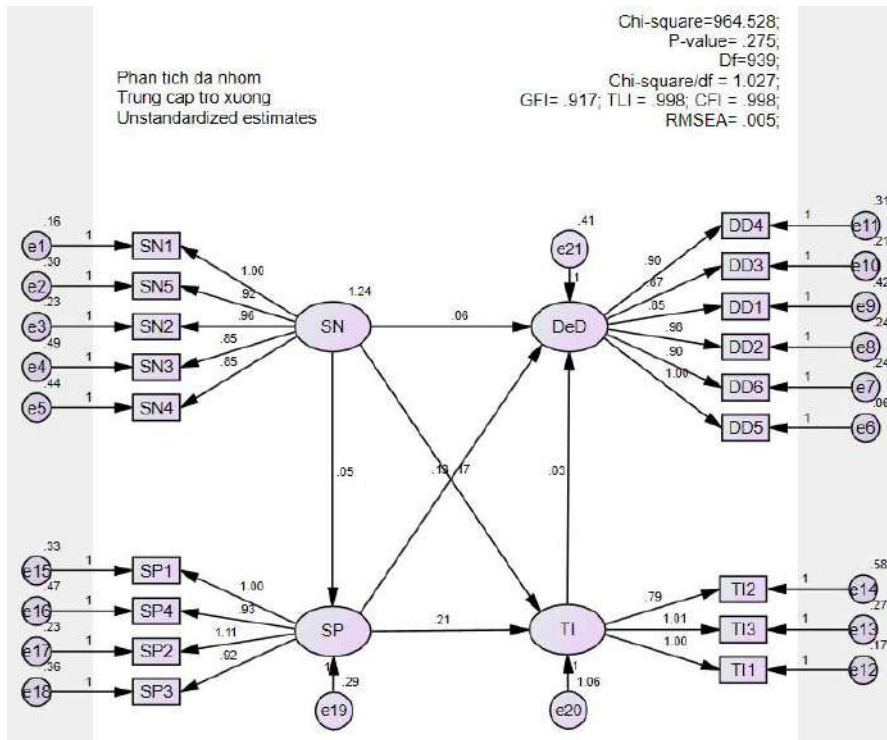 Chi-square=964.528;
P-value= .275;
Df=939;
Chi-square/df = 1.027;
GFI= .917; TLI = .998; CFI = .998;
RMSEA= .005;
Phan tich da nhom
Trung cap tro xuong
Unstandardized estimates
.16
e1 1 SN1
.30
e2 1 SN5
.23
e3 1 SN2
.49
e4 1 SN3
.44
e5 1 SN4
1.00
.92
.96
.85
.85
1.24
SN
.06
.41
e21
1
DeD
.90
.67
.85
.98
.90
1.00
.31
DD4 1 e11
.21
DD3 1 e10
.42
DD1 1 e9
.24
DD2 1 e8
.24
DD6 1 e7
.06
DD5 1 e6
.05
.17
.03
.33
e15 1 SP1
.47
e16 1 SP4
.23
e17 1 SP2
.36
e18 1 SP3
1.00
.93
1.11
.92
SP
.21
TI
1
.29
e19
1
1.06
e20
.79
1.01
1.00
.58
TI2 1 e14
.27
TI3 1 e13
.17
TI1 1 e12